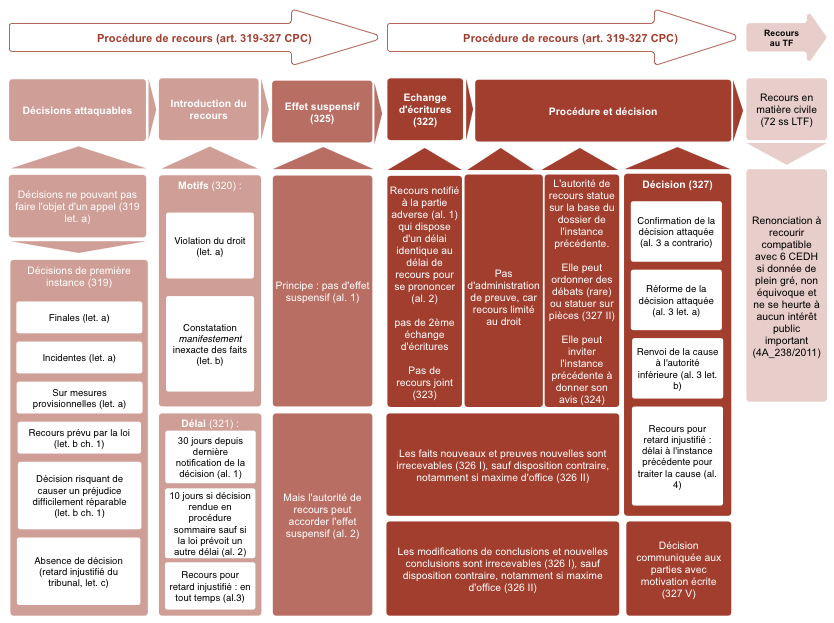 Procédure de recours (art. 319-327 CPC)
Procédure de recours (art. 319-327 CPC)
Recours
au TF
Décisions attaquables
Introduction du
recours
Effet suspensif
(325)
Echange
d'écritures
(322)
Procédure et décision
Recours en
matière civile
(72 ss LTF)
Décisions ne pouvant pas
faire l'objet d'un appel (319
let. a)
Décisions de première
instance (319)
Finales (let. a)
Incidentes (let. a)
Sur mesures
provisionnelles (let. a)
Recours prévu par la loi
(let. b ch. 1)
Décision risquant de
causer un préjudice
difficilement réparable
(let. b ch. 1)
Absence de décision
(retard injustifié du
tribunal, let. c)
Motifs (320) :
Violation du droit
(let. a)
Constatation
manifestement
inexacte des faits
(let. b)
Délai (321) :
30 jours depuis
dernière
notification de la
décision (al. 1)
10 jours si décision
rendue en
procédure
sommaire sauf si
la loi prévoit un
autre délai (al. 2)
Recours pour
retard injustifié : en
tout temps (al.3)
Principe : pas d'effet
suspensif (al. 1)
Mais l'autorité de
recours peut
accorder l'effet
suspensif (al. 2)
Recours notifié
à la partie
adverse (al. 1)
qui dispose
d'un délai
identique au
délai de
recours pour
se prononcer
(al. 2)
pas de 2ème
échange
d'écritures
Pas de
recours joint
(323)
Pas
d'administration
de preuve, car
recours limité
au droit
L'autorité de
recours statue
sur la base du
dossier de
l'instance
précédente.
Elle peut
ordonner des
débats (rare)
ou statuer sur
pièces (327 II)
Elle peut
inviter
l'instance
précédente à
donner son
avis (324)
Les faits nouveaux et preuves nouvelles sont
irrecevables (326 I), sauf disposition contraire,
notamment si maxime d'office (326 II)
Les modifications de conclusions et nouvelles
conclusions sont irrecevables (326 I), sauf
disposition contraire, notamment si maxime
d'office (326 II)
Décision (327)
Confirmation de la
décision attaquée
(al. 3 a contrario)
Réforme de la
décision attaquée
(al. 3 let. a)
Renvoi de la cause
à l'autorité
inférieure (al. 3 let.
b)
Recours pour
retard injustifié :
délai à l'instance
précédente pour
traiter la cause (al.
4)
Décision
communiquée aux
parties avec
motivation écrite
(327 V)
Renonciation à
recourir
compatible
avec 6 CEDH
si donnée de
plein gré, non
équivoque et
ne se heurte à
aucun intérêt
public
important
(4A_238/2011)